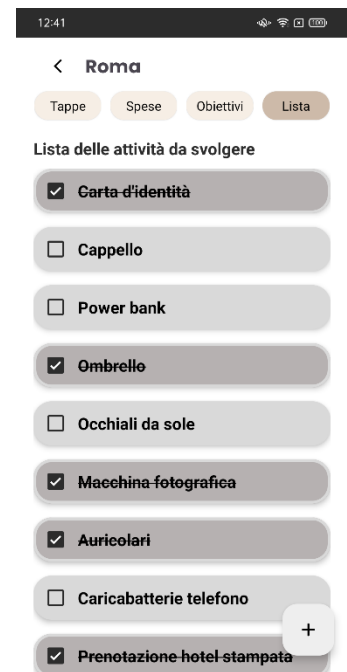 12:41
100
Roma
Tappe Spese Obiettivi Lista
Lista delle attività da svolgere
Carta d'identità
Cappello
Power bank
Ombrello
Occhiali da sole
Macchina fotografica
Auricolari
Caricabatterie telefono
+
Prenotazione hotel stampata